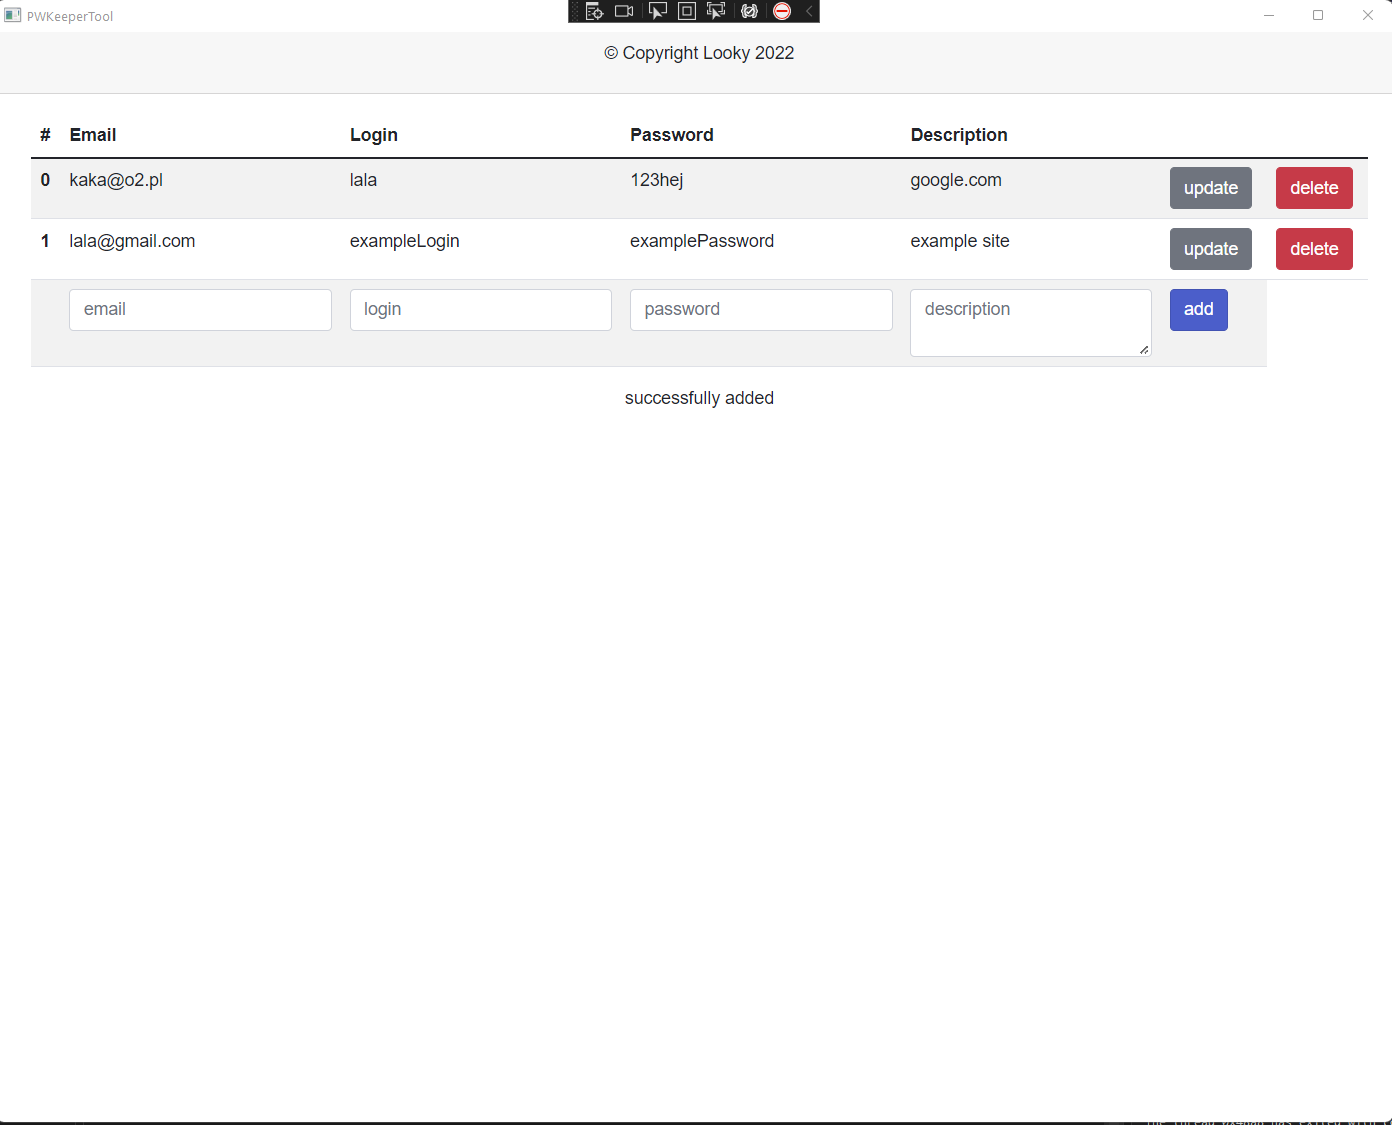 PWKeeperTool
© Copyright Looky 2022
# Email Login Password Description
0 kaka@o2.pl lala 123hej google.com update delete
1 lala@gmail.com exampleLogin examplePassword example site update delete
email login password description add
successfully added